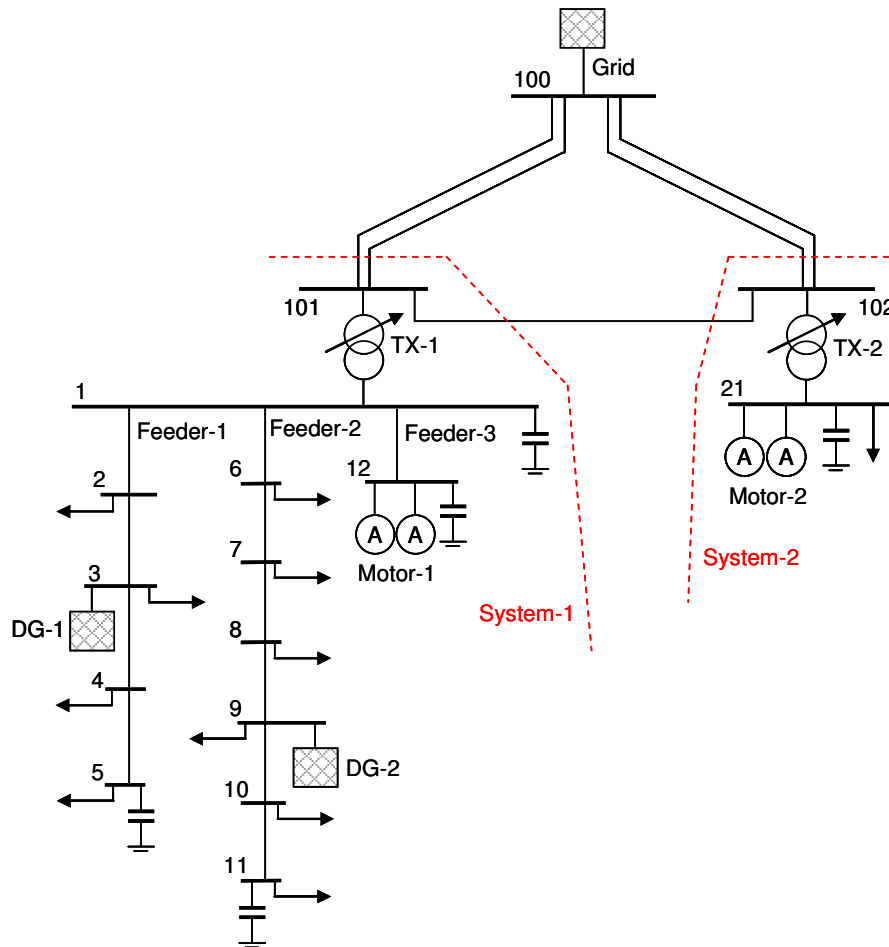 Grid
100
101
102
TX-1
TX-2
1
21
Feeder-1
Feeder-2
Feeder-3
2
6
12
A
A
A
A
Motor-2
7
Motor-1
3
System-2
DG-1
System-1
8
4
9
5
DG-2
10
11